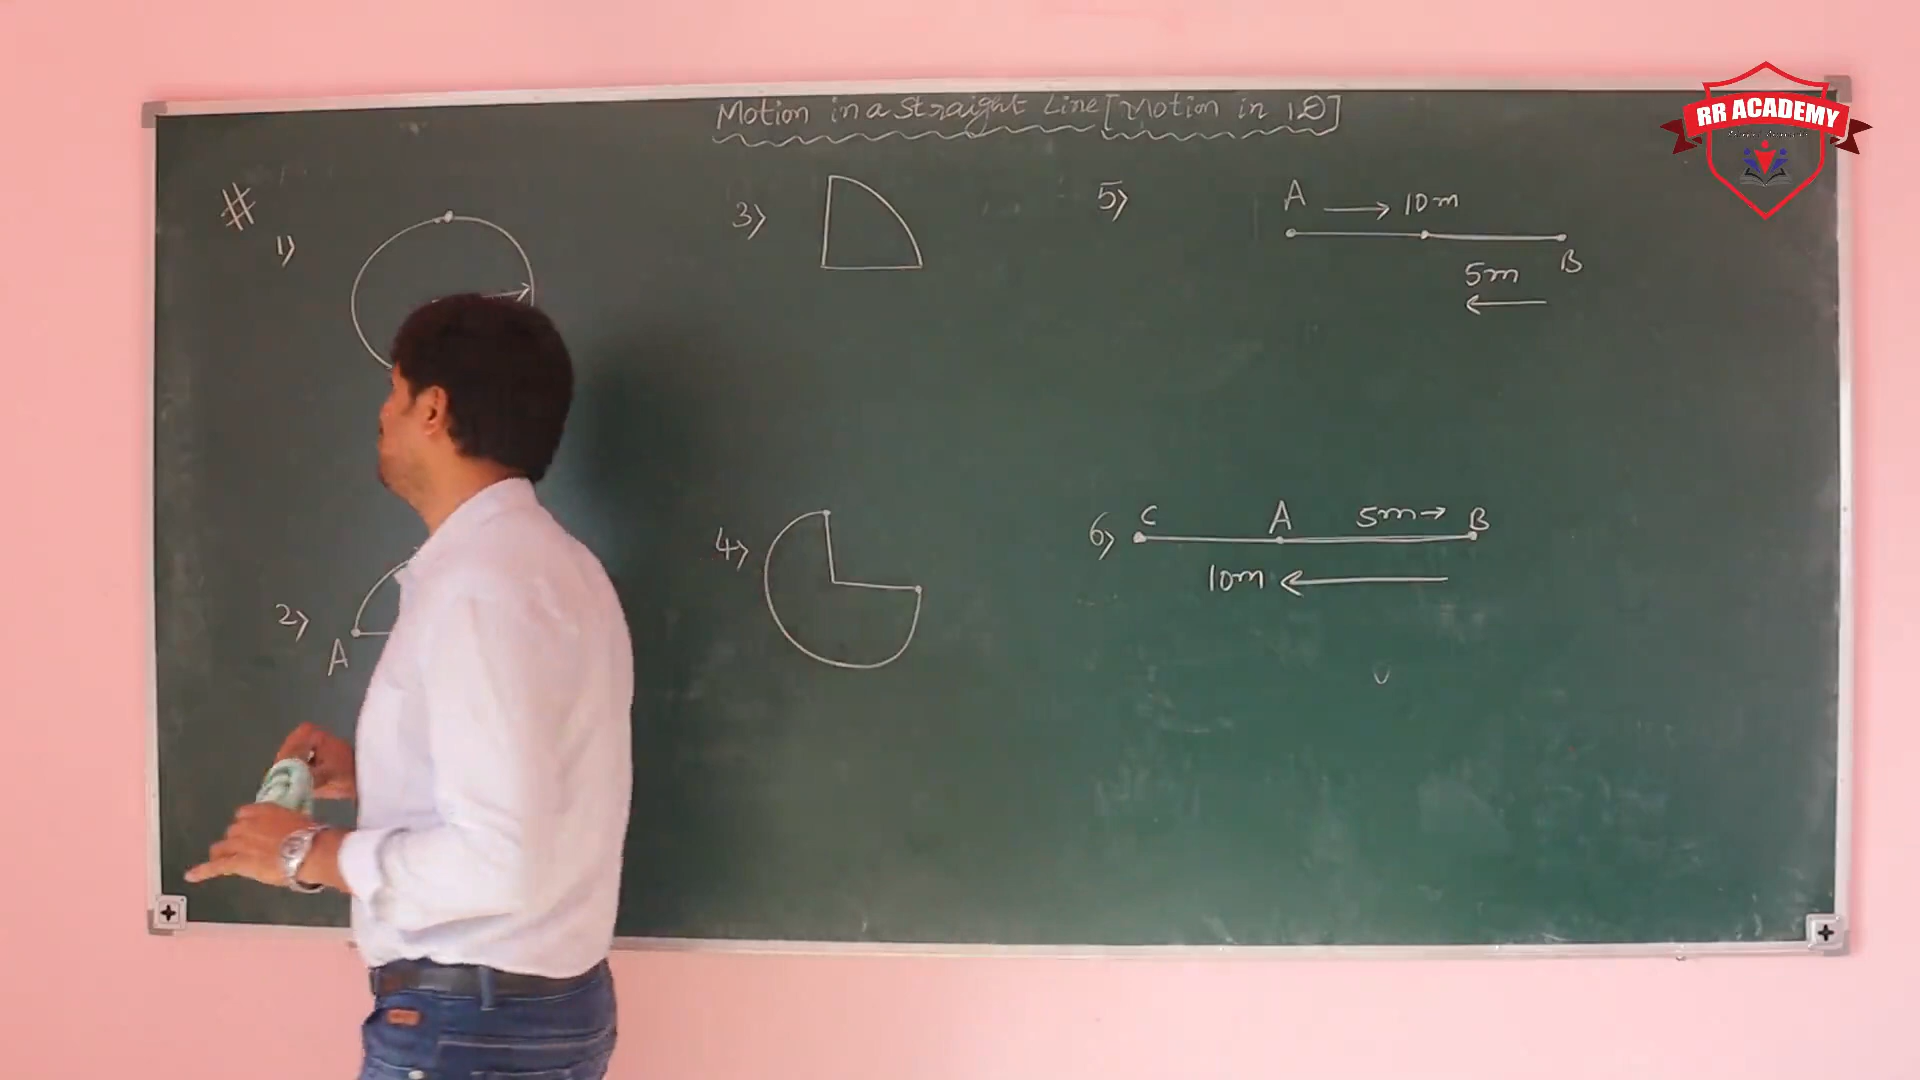 Motion in a straight Line [Motion in 1D]
RR ACADEMY
#
1)
2)
A
3)
4)
5)
A → 10m
B
5m
←
6)
C A 5m→ B
10m ←